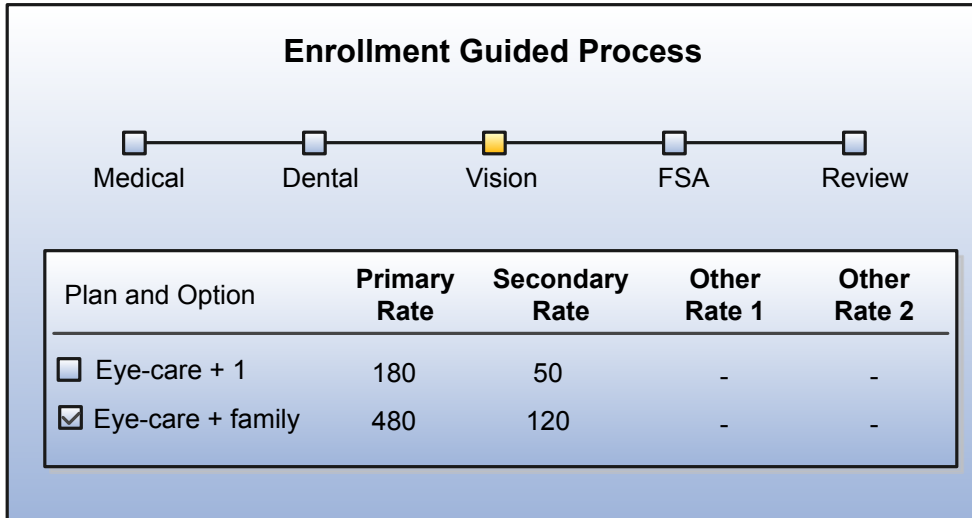 Enrollment Guided Process
Medical Dental Vision FSA Review
Plan and Option Primary Rate Secondary Rate Other Rate 1 Other Rate 2
Eye-care + 1 180 50 - -
Eye-care + family 480 120 - -